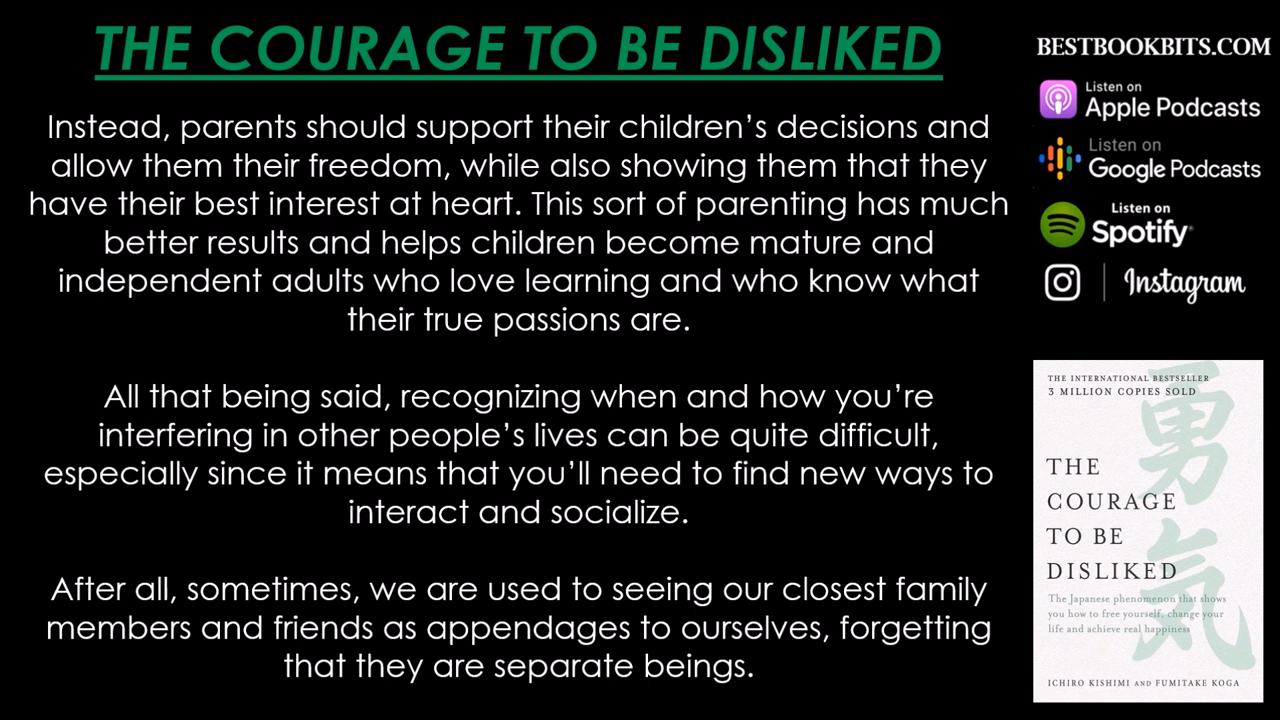 THE COURAGE TO BE DISLIKED
Instead, parents should support their children’s decisions and
allow them their freedom, while also showing them that they
have their best interest at heart. This sort of parenting has much
better results and helps children become mature and
independent adults who love learning and who know what
their true passions are.
All that being said, recognizing when and how you’re
interfering in other people’s lives can be quite difficult,
especially since it means that you’ll need to find new ways to
interact and socialize.
After all, sometimes, we are used to seeing our closest family
members and friends as appendages to ourselves, forgetting
that they are separate beings.
BESTBOOKBITS.COM
Listen on
Apple Podcasts
Listen on
Google Podcasts
Listen on
Spotify
Instagram
THE INTERNATIONAL BESTSELLER
3 MILLION COPIES SOLD
勇気
THE
COURAGE
TO BE
DISLIKED
The Japanese phenomenon that shows
you how to free yourself, change your
life and achieve real happiness
ICHIRO KISHIMI AND FUMITAKE KOGA